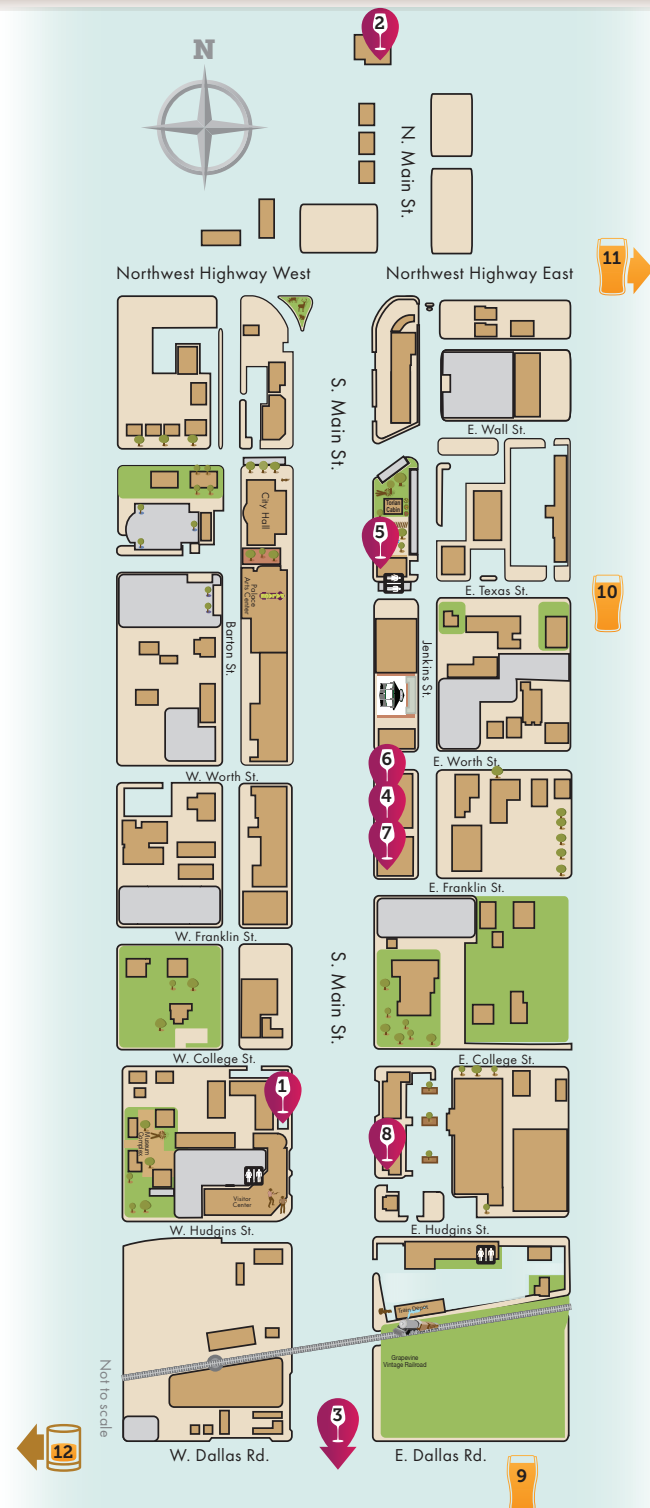 2
N
N. Main St.
11
Northwest Highway West
Northwest Highway East
S. Main St.
E. Wall St.
City Hall
Torian
Cabin
5
E. Texas St.
10
Palace
Arts Center
Barton St.
Jenkins St.
6
E. Worth St.
W. Worth St.
4
7
E. Franklin St.
W. Franklin St.
S. Main St.
W. College St.
E. College St.
1
8
Museum
Complex
Visitor
Center
W. Hudgins St.
E. Hudgins St.
Train Depot
Grapevine
Vintage Railroad
Not to scale
3
12
W. Dallas Rd.
E. Dallas Rd.
9